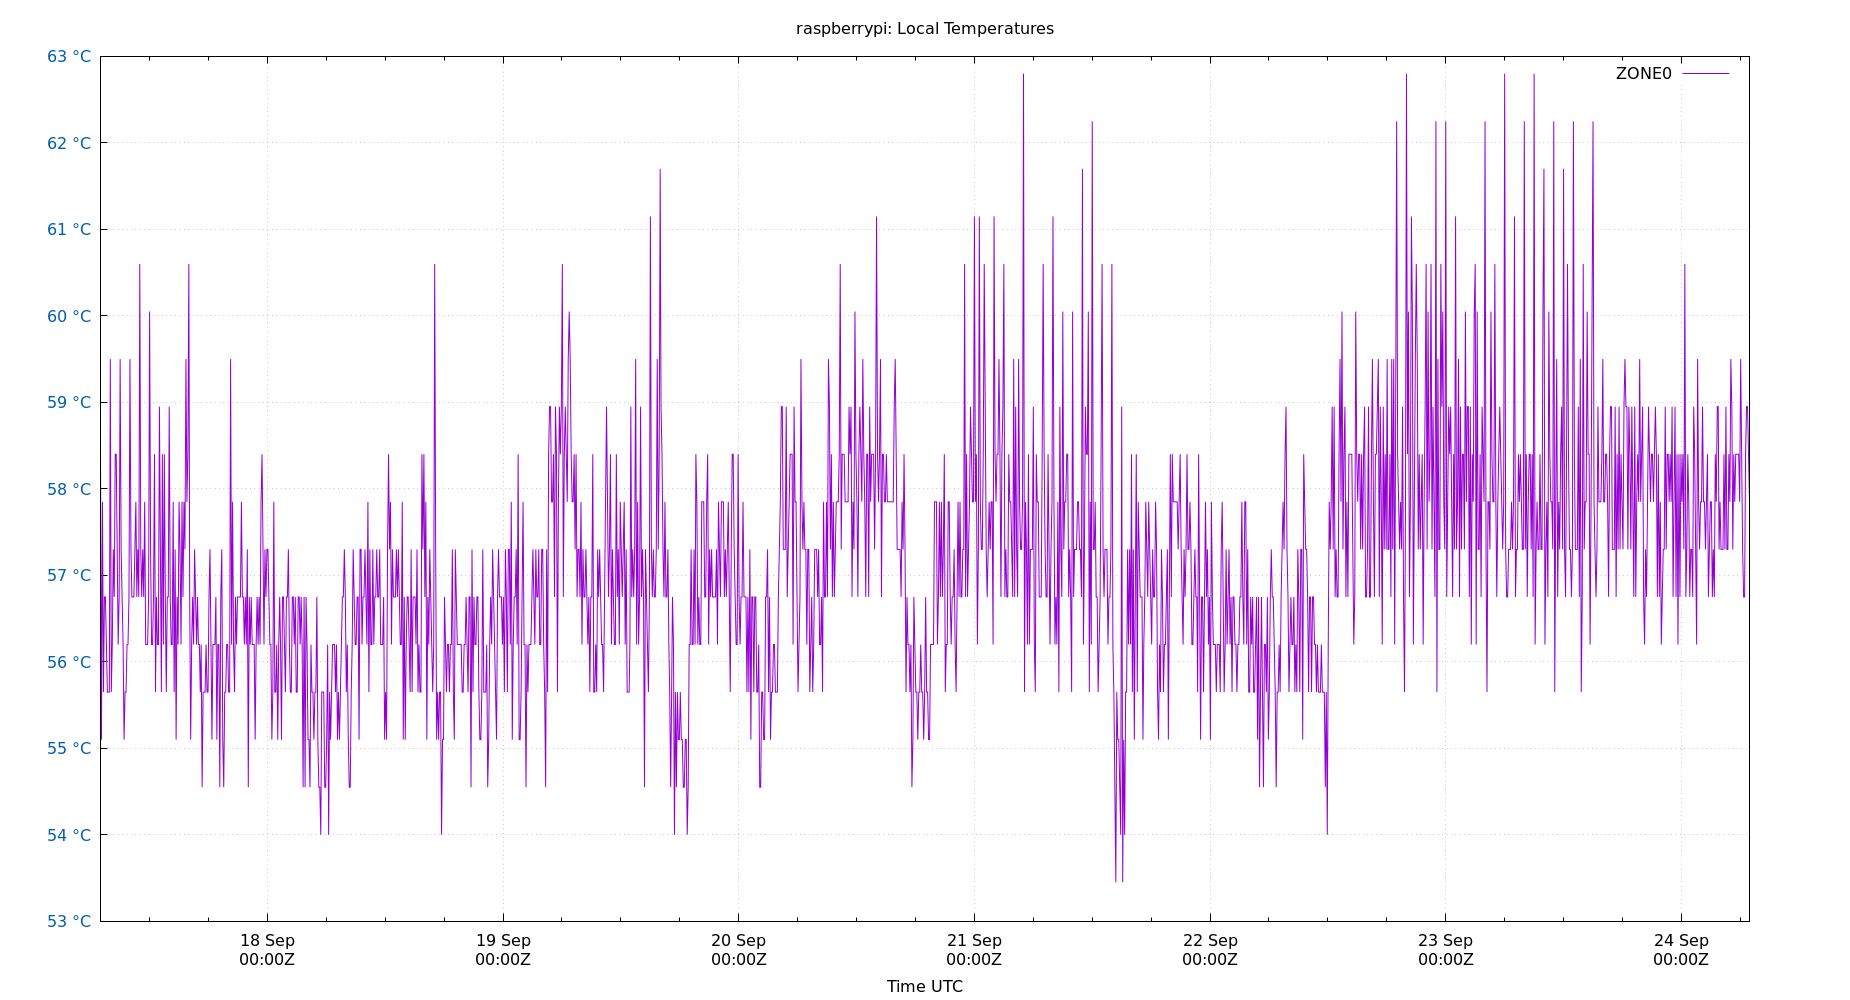 raspberrypi: Local Temperatures
63 °C
ZONE0
62 °C
61 °C
60 °C
59 °C
58 °C
57 °C
56 °C
55 °C
54 °C
53 °C
18 Sep 19 Sep 20 Sep 21 Sep 22 Sep 23 Sep 24 Sep
00:00Z 00:00Z 00:00Z 00:00Z 00:00Z 00:00Z 00:00Z
Time UTC